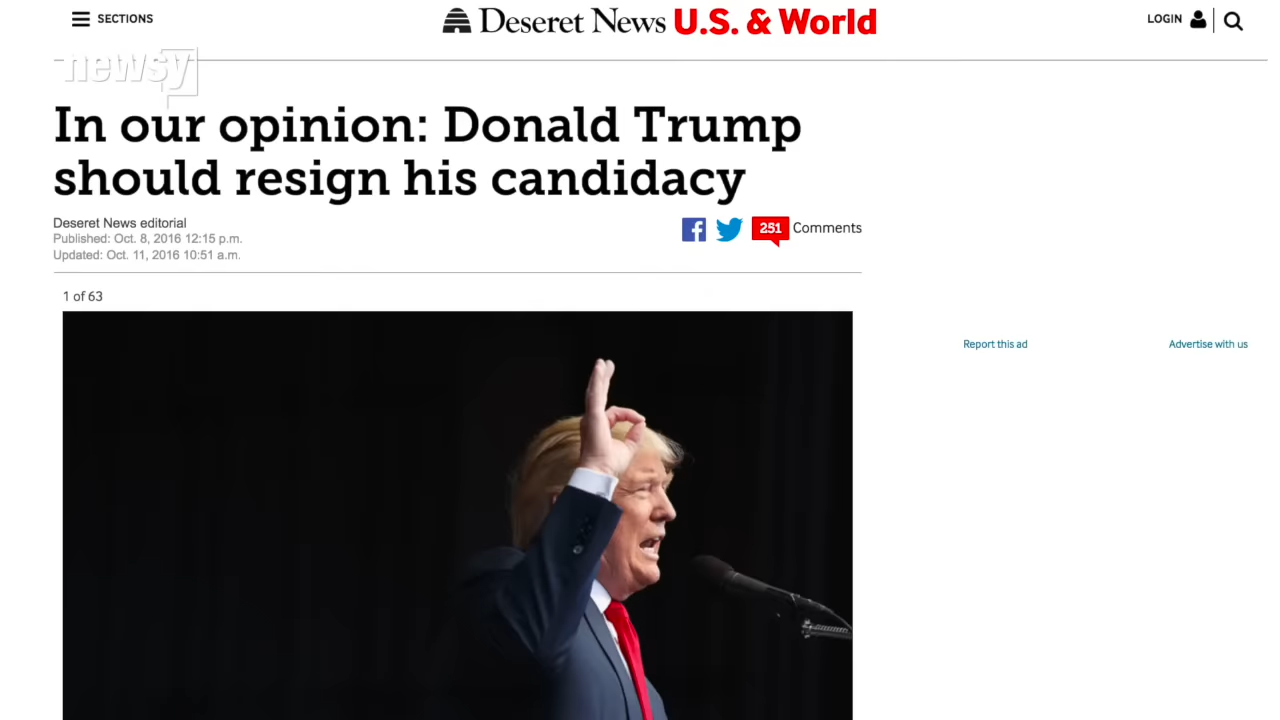 SECTIONS
Deseret News U.S. & World
LOGIN
newsy
In our opinion: Donald Trump
should resign his candidacy
Deseret News editorial
Published: Oct. 8, 2016 12:15 p.m.
Updated: Oct. 11, 2016 10:51 a.m.
251 Comments
1 of 63
Report this ad
Advertise with us